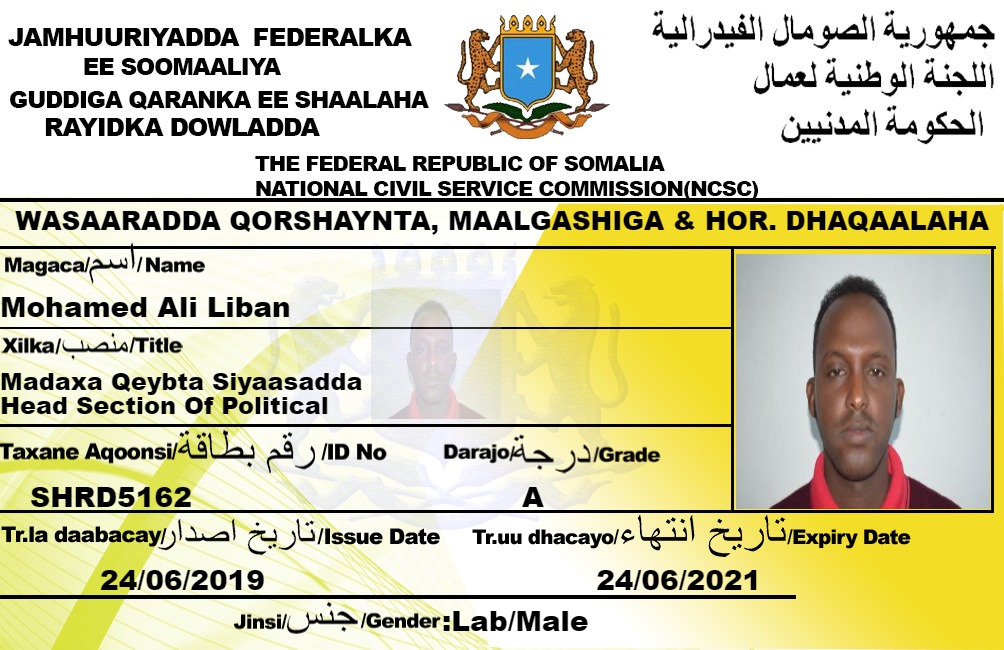 JAMHUURIYADDA FEDERALKA
EE SOOMAALIYA
GUDDIGA QARANKA EE SHAALAHA
RAYIDKA DOWLADDA
جمهورية الصومال الفيدرالية
اللجنة الوطنية لعمال
الحكومة المدنيين
THE FEDERAL REPUBLIC OF SOMALIA
NATIONAL CIVIL SERVICE COMMISSION(NCSC)
WASAARADDA QORSHAYNTA, MAALGASHIGA & HOR. DHAQAALAHA
Magaca/اسم/Name
Mohamed Ali Liban
Xilka/منصب/Title
Madaxa Qeybta Siyaasadda
Head Section Of Political
Taxane Aqoonsi/رقم بطاقة/ID No Darajo/درجة/Grade
SHRD5162 A
Tr.la daabacay/تاريخ اصدار/Issue Date Tr.uu dhacayo/تاريخ انتهاء/Expiry Date
24/06/2019 24/06/2021
Jinsi/جنس/Gender:Lab/Male